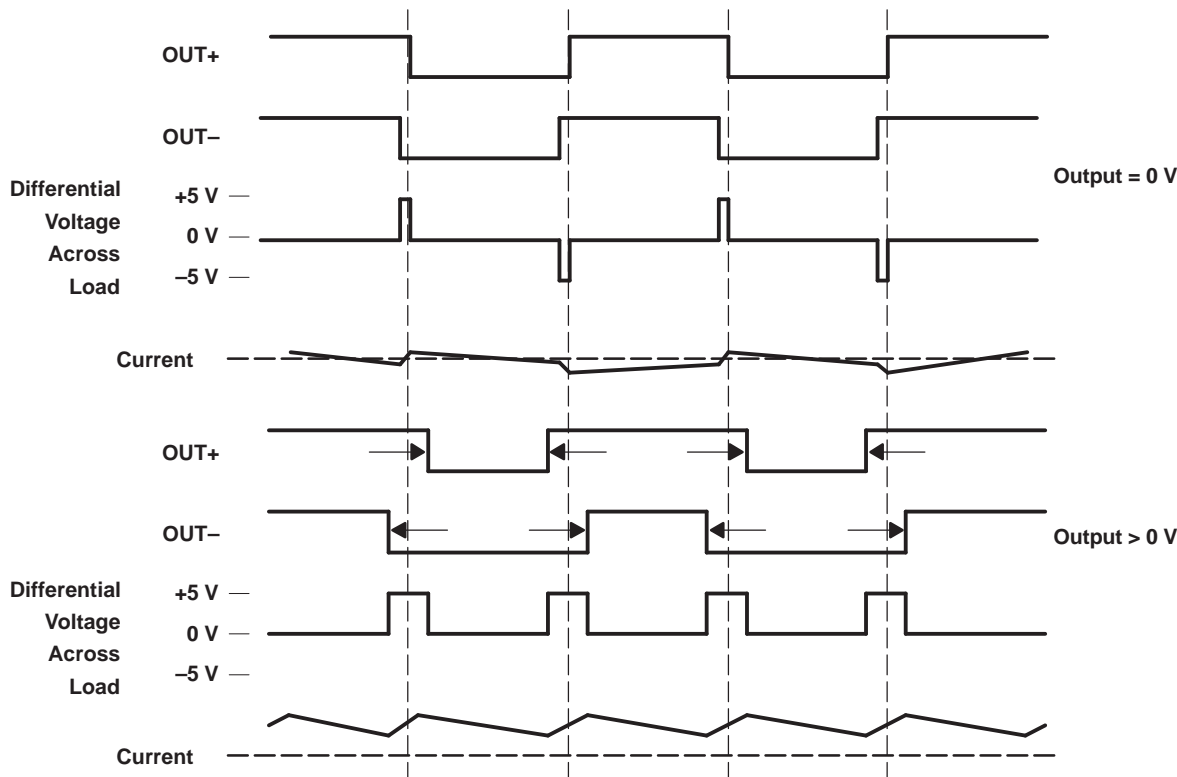 OUT+
OUT–
Output = 0 V
Differential
Voltage
Across
Load
+5 V
0 V
–5 V
Current
OUT+
OUT–
Output > 0 V
Differential
Voltage
Across
Load
+5 V
0 V
–5 V
Current